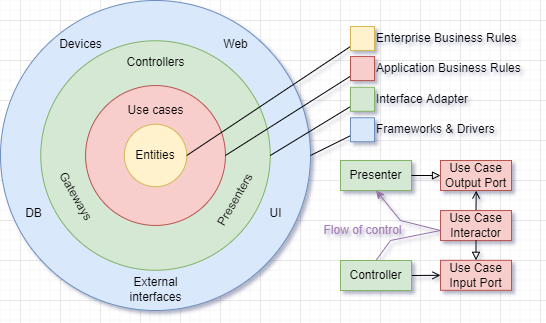 Devices
Web
Controllers
Use cases
Entities
Gateways
Presenters
DB
UI
External
interfaces
Enterprise Business Rules
Application Business Rules
Interface Adapter
Frameworks & Drivers
Presenter
Use Case
Output Port
Flow of control
Use Case
Interactor
Controller
Use Case
Input Port